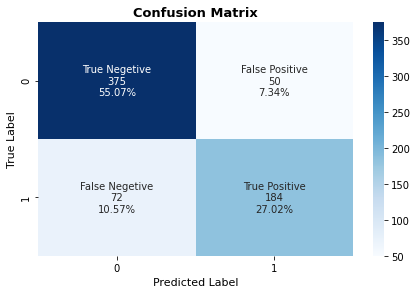 Confusion Matrix
True Negetive
375
55.07%
False Positive
50
7.34%
False Negetive
72
10.57%
True Positive
184
27.02%
0
1
True Label
0
1
Predicted Label
350
300
250
200
150
100
50